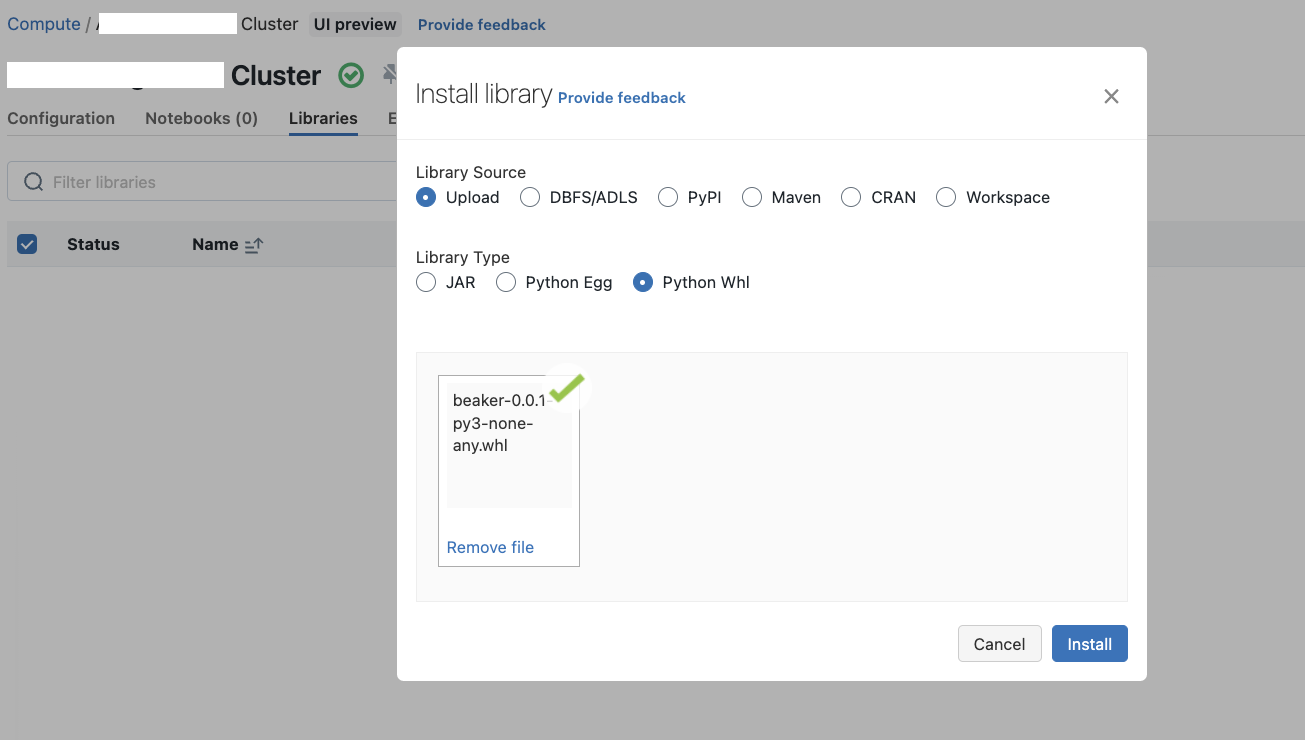 Compute / Cluster UI preview Provide feedback
Cluster
Configuration Notebooks (0) Libraries
Filter libraries
Status Name
Install library Provide feedback
Library Source
Upload DBFS/ADLS PyPI Maven CRAN Workspace
Library Type
JAR Python Egg Python Whl
beaker-0.0.1-
py3-none-
any.whl
Remove file
Cancel Install